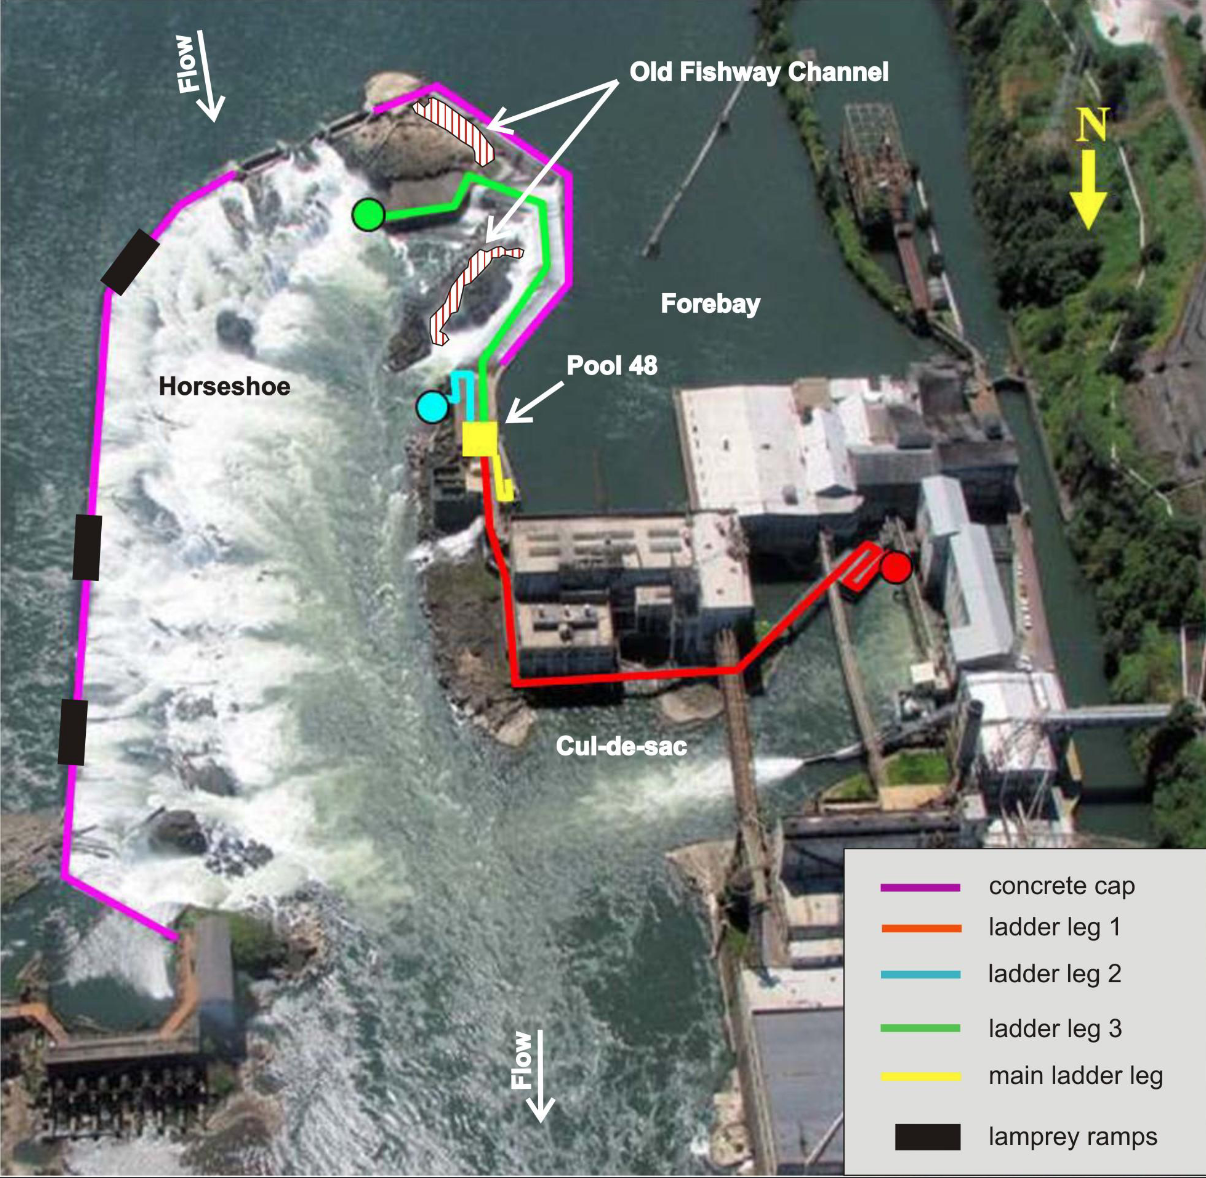 Flow
Old Fishway Channel
N
Forebay
Pool 48
Horseshoe
Cul-de-sac
Flow
concrete cap
ladder leg 1
ladder leg 2
ladder leg 3
main ladder leg
lamprey ramps